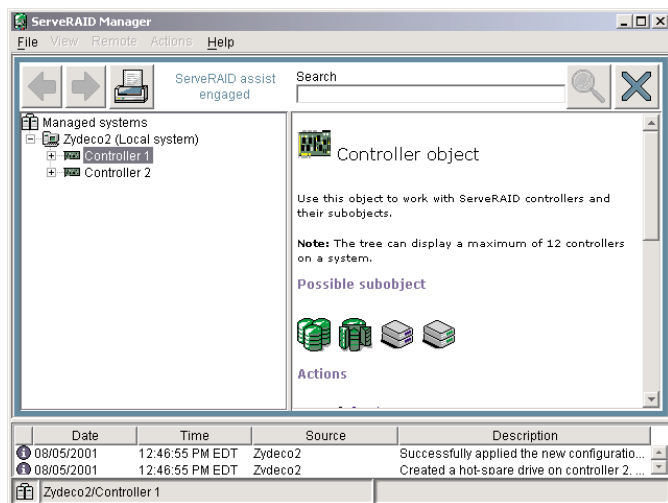 ServeRAID Manager
File View Remote Actions Help
ServeRAID assist
engaged
Search
Managed systems
Zydeco2 (Local system)
Controller 1
Controller 2
Controller object
Use this object to work with ServeRAID controllers and
their subobjects.
Note: The tree can display a maximum of 12 controllers
on a system.
Possible subobject
Actions
Date Time Source Description
08/05/2001 12:46:55 PM EDT Zydeco2 Successfully applied the new configuratio...
08/05/2001 12:46:55 PM EDT Zydeco2 Created a hot-spare drive on controller 2. ...
Zydeco2/Controller 1